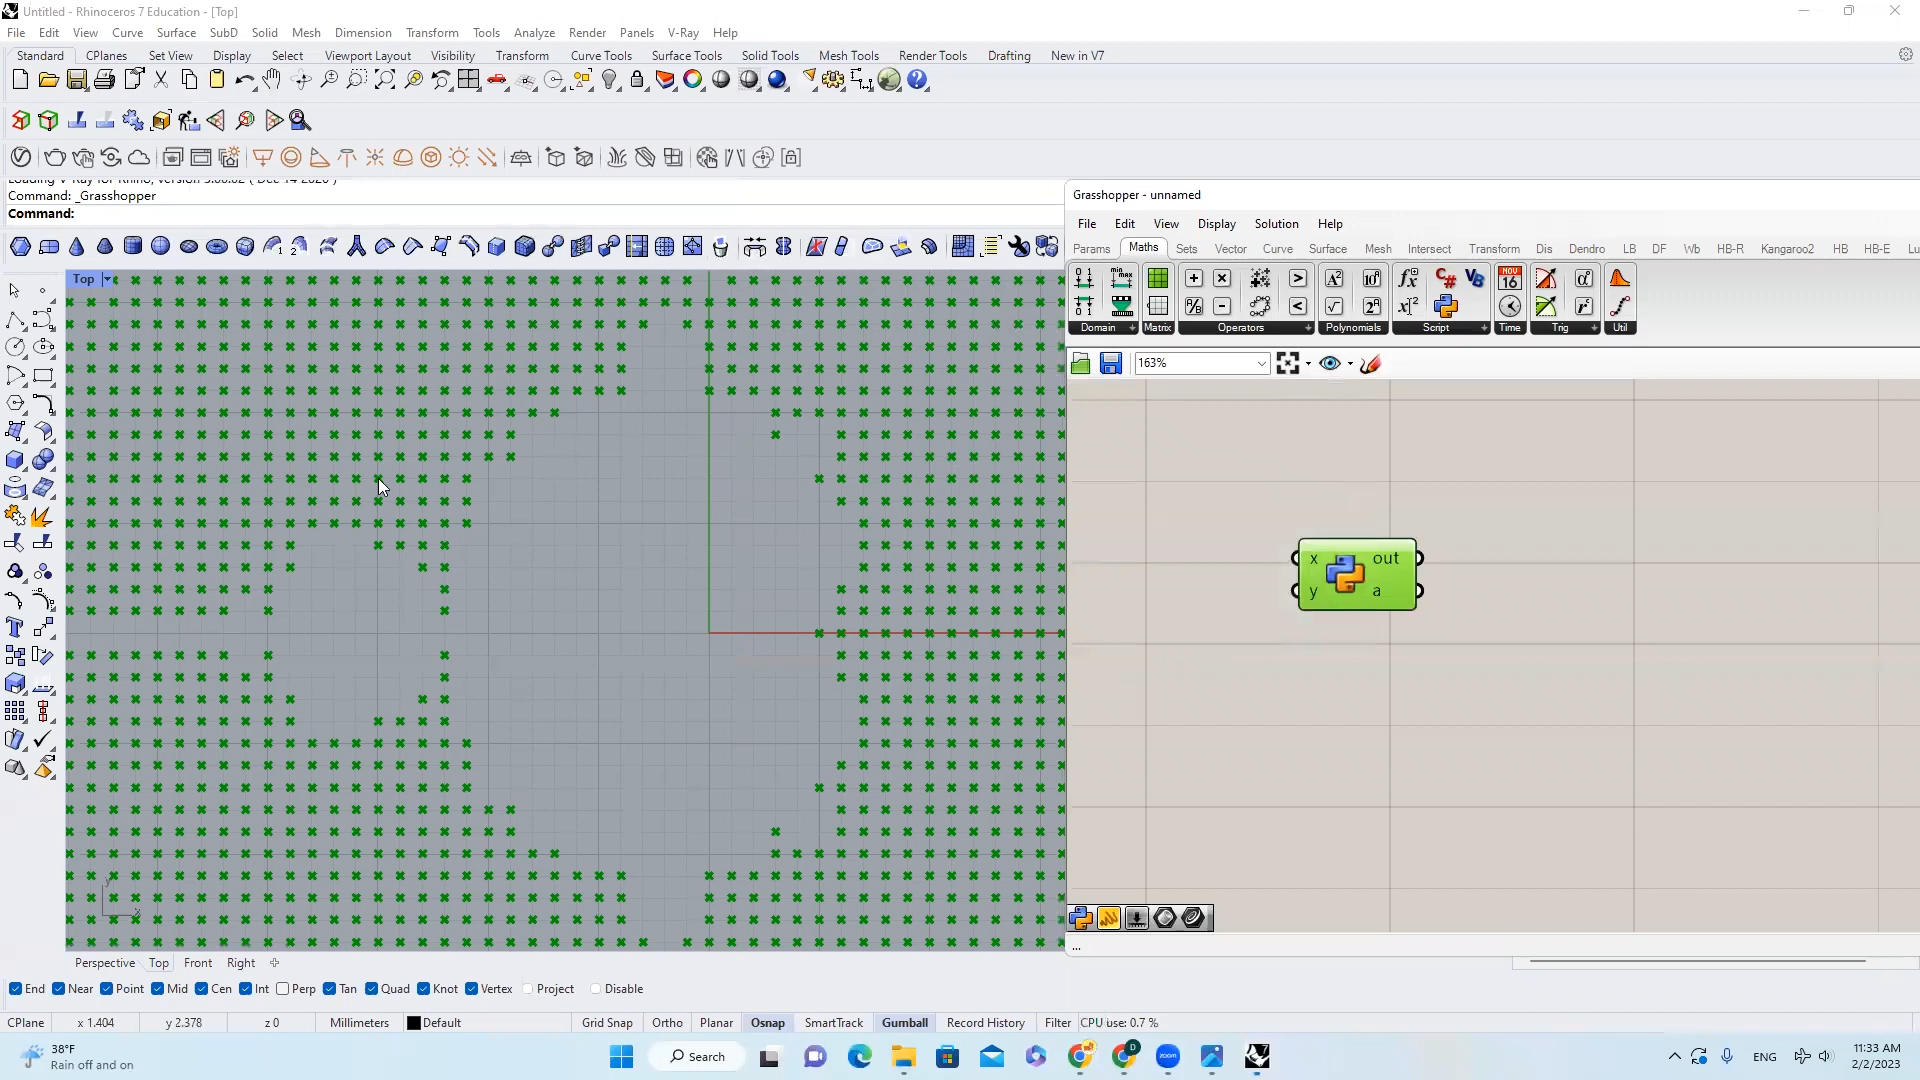 Untitled - Rhinoceros 7 Education - [Top]
File Edit View Curve Surface SubD Solid Mesh Dimension Transform Tools Analyze Render Panels V-Ray Help
Standard CPlanes Set View Display Select Viewport Layout Visibility Transform Curve Tools Surface Tools Solid Tools Mesh Tools Render Tools Drafting New in V7
Command: _Grasshopper
Command:
Grasshopper - unnamed
File Edit View Display Solution Help
Params Maths Sets Vector Curve Surface Mesh Intersect Transform Dis Dendro LB DF Wb HB-R Kangaroo2 HB HB-E Lu
Domain Matrix Operators Polynomials Script Time Trig Util
163%
Top
x out
y a
y
x
...
Perspective Top Front Right
End Near Point Mid Cen Int Perp Tan Quad Knot Vertex Project Disable
CPlane x 1.404 y 2.378 z 0 Millimeters Default Grid Snap Ortho Planar Osnap SmartTrack Gumball Record History Filter CPU use: 0.7 %
38°F
Rain off and on
Search
ENG
11:33 AM
2/2/2023